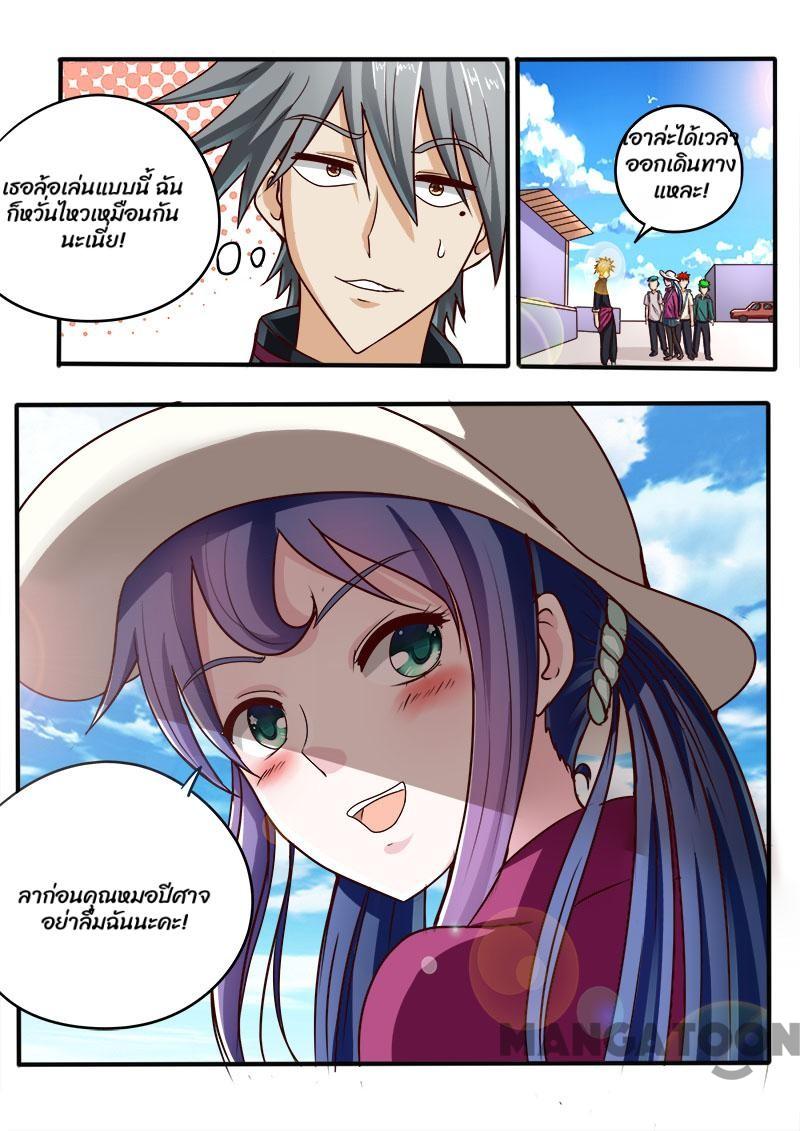 เธอล้อเล่นแบบนี้ ฉัน
ก็หวั่นไหวเหมือนกัน
นะเนี่ย!
เอาล่ะได้เวลา
ออกเดินทาง
แหละ!
ลาก่อนคุณหมอปีศาจ
อย่าลืมฉันนะคะ!
MANGATOON